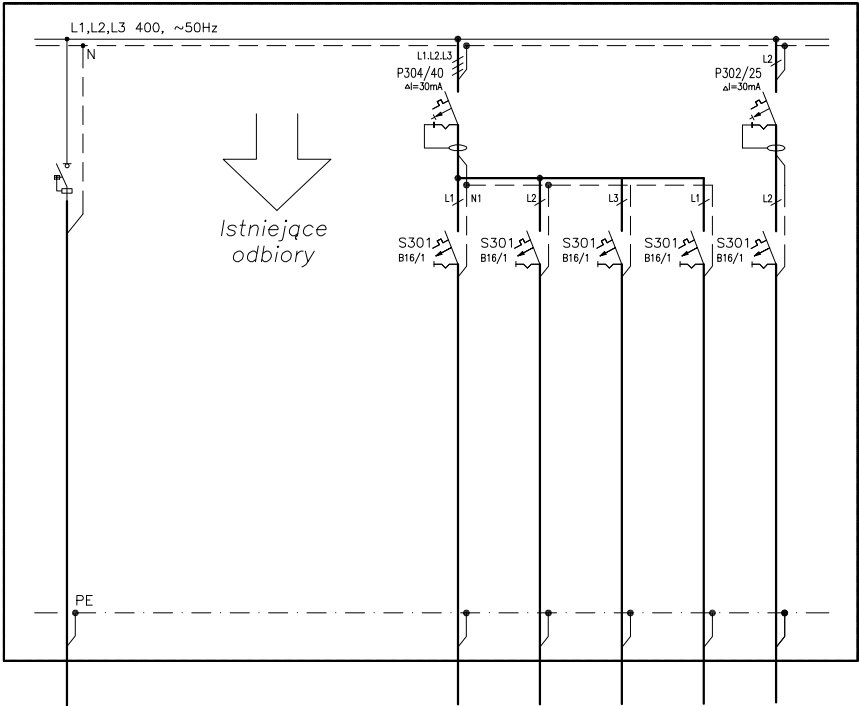 L1,L2,L3 400, ~50Hz
N
L1.L2.L3
P304/40
ΔI=30mA
L2
P302/25
ΔI=30mA
Istniejące
odbiory
L1 N1 L2 L3 L1 L2
S301 S301 S301 S301 S301
B16/1 B16/1 B16/1 B16/1 B16/1
PE